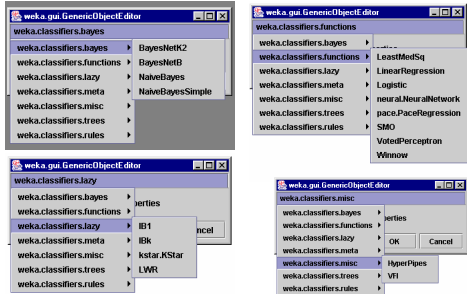 weka.gui.GenericObjectEditor
weka.classifiers.bayes
weka.classifiers.bayes
weka.classifiers.functions
weka.classifiers.lazy
weka.classifiers.meta
weka.classifiers.misc
weka.classifiers.trees
weka.classifiers.rules
BayesNetK2
BayesNetB
NaiveBayes
NaiveBayesSimple
weka.gui.GenericObjectEditor
weka.classifiers.functions
weka.classifiers.bayes
weka.classifiers.functions
weka.classifiers.lazy
weka.classifiers.meta
weka.classifiers.misc
weka.classifiers.trees
weka.classifiers.rules
LeastMedSq
LinearRegression
Logistic
neural.NeuralNetwork
pace.PaceRegression
SMO
VotedPerceptron
Winnow
weka.gui.GenericObjectEditor
weka.classifiers.lazy
weka.classifiers.bayes
weka.classifiers.functions
weka.classifiers.lazy
weka.classifiers.meta
weka.classifiers.misc
weka.classifiers.trees
weka.classifiers.rules
erties
ncel
IB1
IBk
kstar.KStar
LWR
weka.gui.GenericObjectEditor
weka.classifiers.misc
weka.classifiers.bayes
weka.classifiers.functions
weka.classifiers.lazy
weka.classifiers.meta
weka.classifiers.misc
weka.classifiers.trees
weka.classifiers.rules
erties
OK Cancel
HyperPipes
VFI